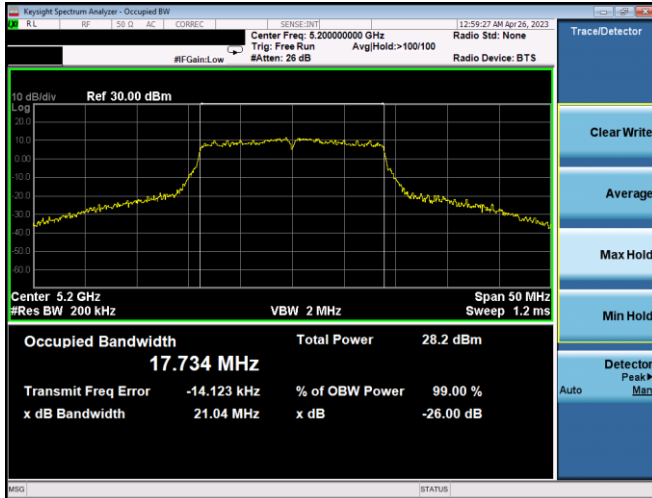 Keysight Spectrum Analyzer - Occupied BW
RL RF 50 Ω AC CORREC SENSE:INT 12:59:27 AM Apr 26, 2023
Center Freq: 5.200000000 GHz Radio Std: None
Trig: Free Run Avg|Hold:>100/100
#IFGain:Low #Atten: 26 dB Radio Device: BTS
10 dB/div Ref 30.00 dBm
Log
20.0
10.0
0.00
-10.0
-20.0
-30.0
-40.0
-50.0
-60.0
Center 5.2 GHz Span 50 MHz
#Res BW 200 kHz VBW 2 MHz Sweep 1.2 ms
Occupied Bandwidth Total Power 28.2 dBm
17.734 MHz
Transmit Freq Error -14.123 kHz % of OBW Power 99.00 %
x dB Bandwidth 21.04 MHz x dB -26.00 dB
MSG STATUS
Trace/Detector
Clear Write
Average
Max Hold
Min Hold
Detector
Peak
Auto Man